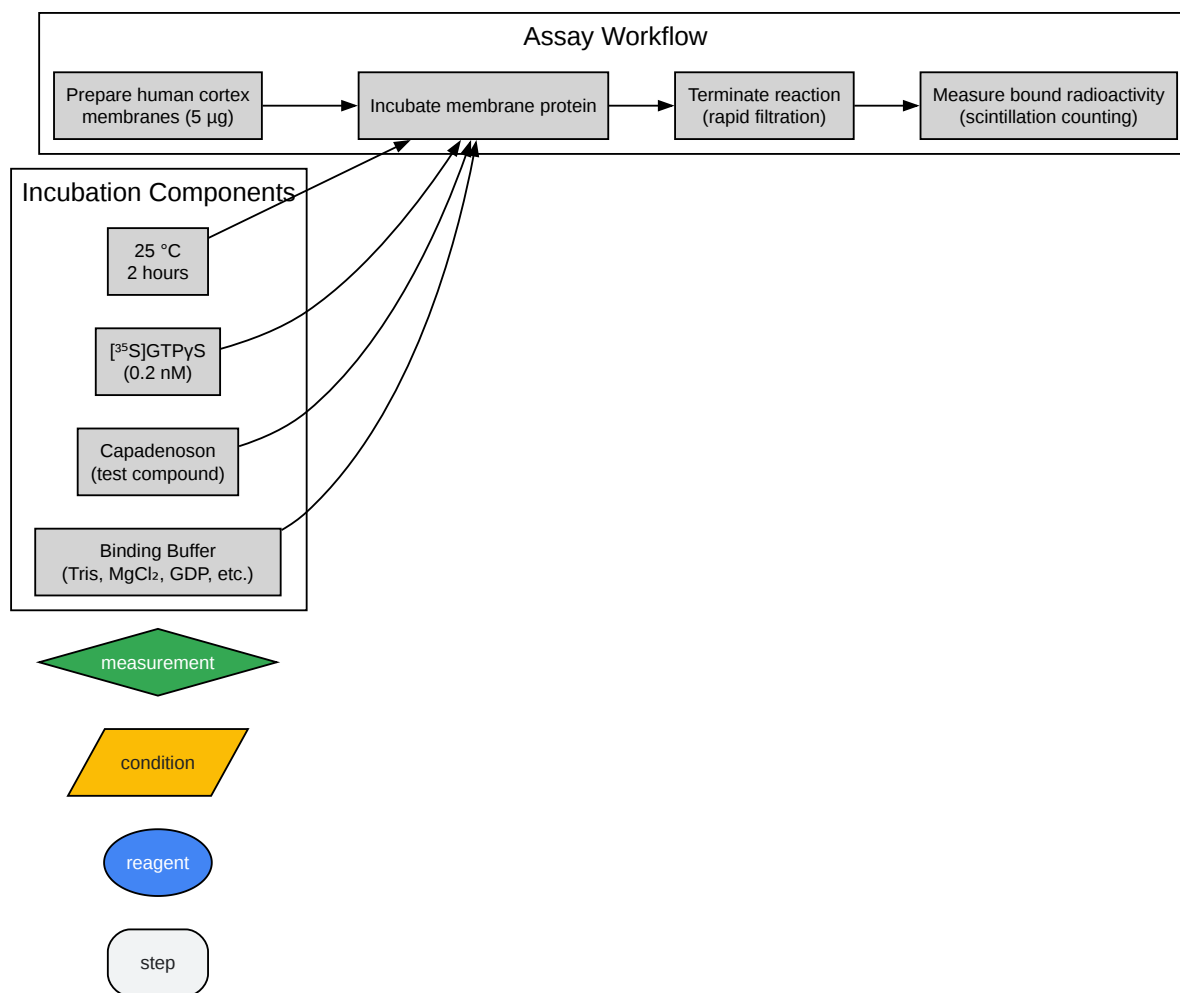 Assay Workflow
Prepare human cortex
membranes (5 µg)
Incubate membrane protein
Terminate reaction
(rapid filtration)
Measure bound radioactivity
(scintillation counting)
Incubation Components
25 °C
2 hours
[³⁵S]GTPγS
(0.2 nM)
Capadenoson
(test compound)
Binding Buffer
(Tris, MgCl₂, GDP, etc.)
measurement
condition
reagent
step